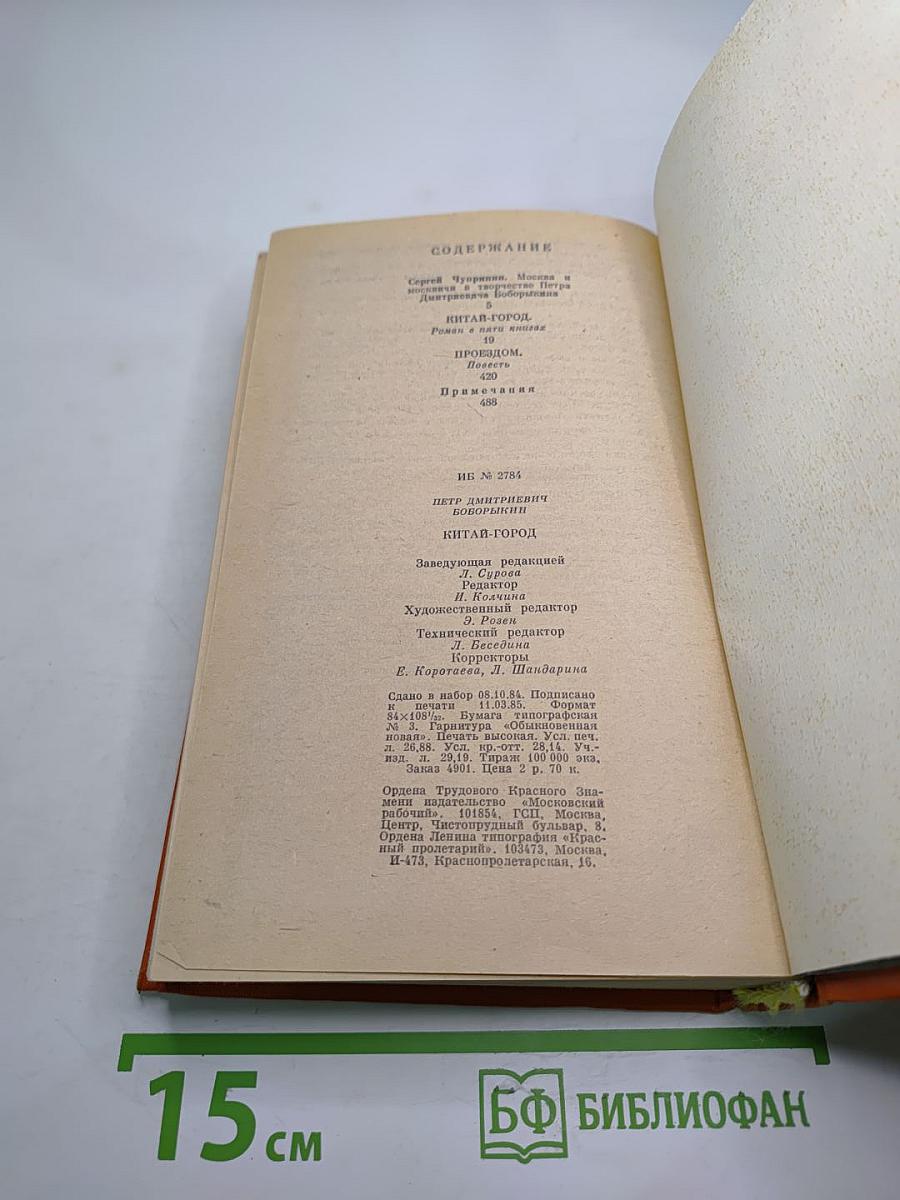 СОДЕРЖАНИЕ
Сергей Чупринин. Москва и
москвичи в творчестве Петра
Дмитриевича Боборыкина
5
КИТАЙ-ГОРОД.
Роман в пяти книгах
19
ПРОЕЗДОМ.
Повесть
420
Примечания
488
ИБ № 2784
ПЕТР ДМИТРИЕВИЧ
БОБОРЫКИН
КИТАЙ-ГОРОД
Заведующая редакцией
Л. Сурова
Редактор
И. Колчина
Художественный редактор
Э. Розен
Технический редактор
Л. Беседина
Корректоры
Е. Коротаева, Л. Шандарина
Сдано в набор 08.10.84. Подписано
к печати 11.03.85. Формат
84×108¹/₃₂. Бумага типографская
№ 3. Гарнитура «Обыкновенная
новая». Печать высокая. Усл. печ.
л. 26,88. Усл. кр.-отт. 28,14. Уч.-
изд. л. 29,19. Тираж 100 000 экз.
Заказ 4901. Цена 2 р. 70 к.
Ордена Трудового Красного Зна-
мени издательство «Московский
рабочий». 101854, ГСП, Москва,
Центр, Чистопрудный бульвар, 8.
Ордена Ленина типография «Крас-
ный пролетарий». 103473, Москва,
И-473, Краснопролетарская, 16.
15 см
БФ БИБЛИОФАН